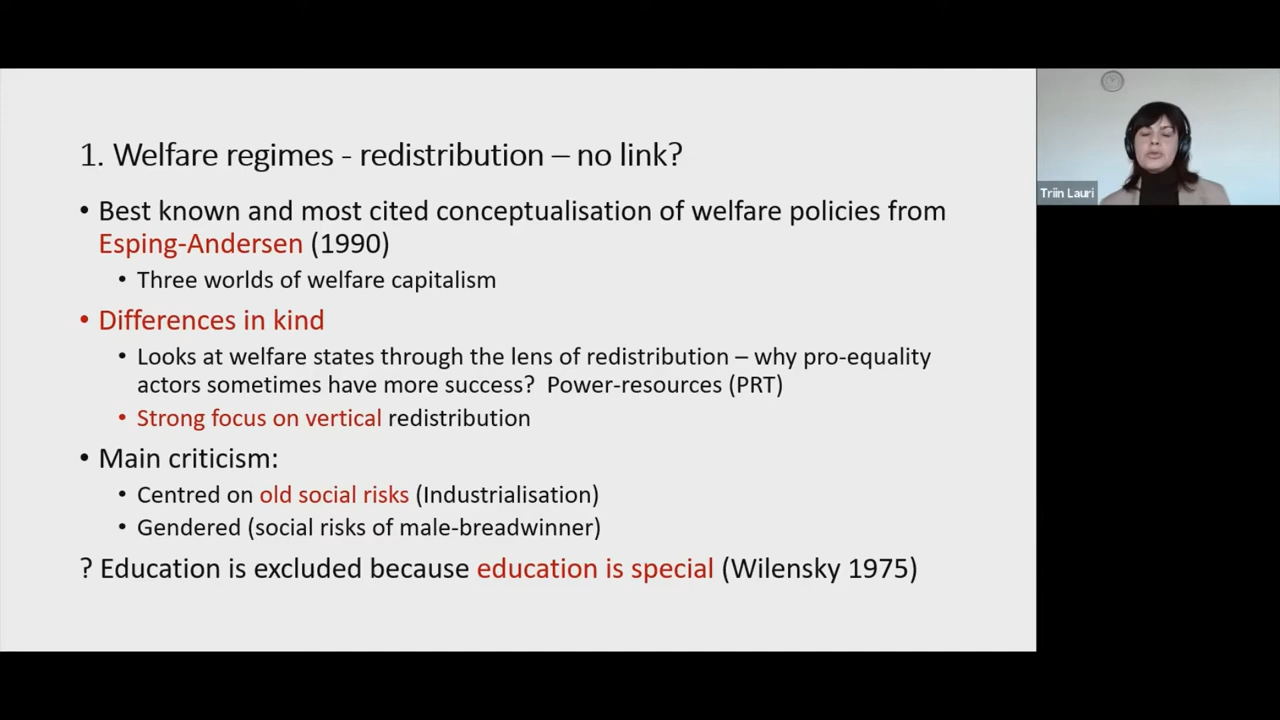 1. Welfare regimes - redistribution – no link?
• Best known and most cited conceptualisation of welfare policies from
Esping-Andersen (1990)
• Three worlds of welfare capitalism
• Differences in kind
• Looks at welfare states through the lens of redistribution – why pro-equality
actors sometimes have more success? Power-resources (PRT)
• Strong focus on vertical redistribution
• Main criticism:
• Centred on old social risks (Industrialisation)
• Gendered (social risks of male-breadwinner)
? Education is excluded because education is special (Wilensky 1975)
Triin Lauri